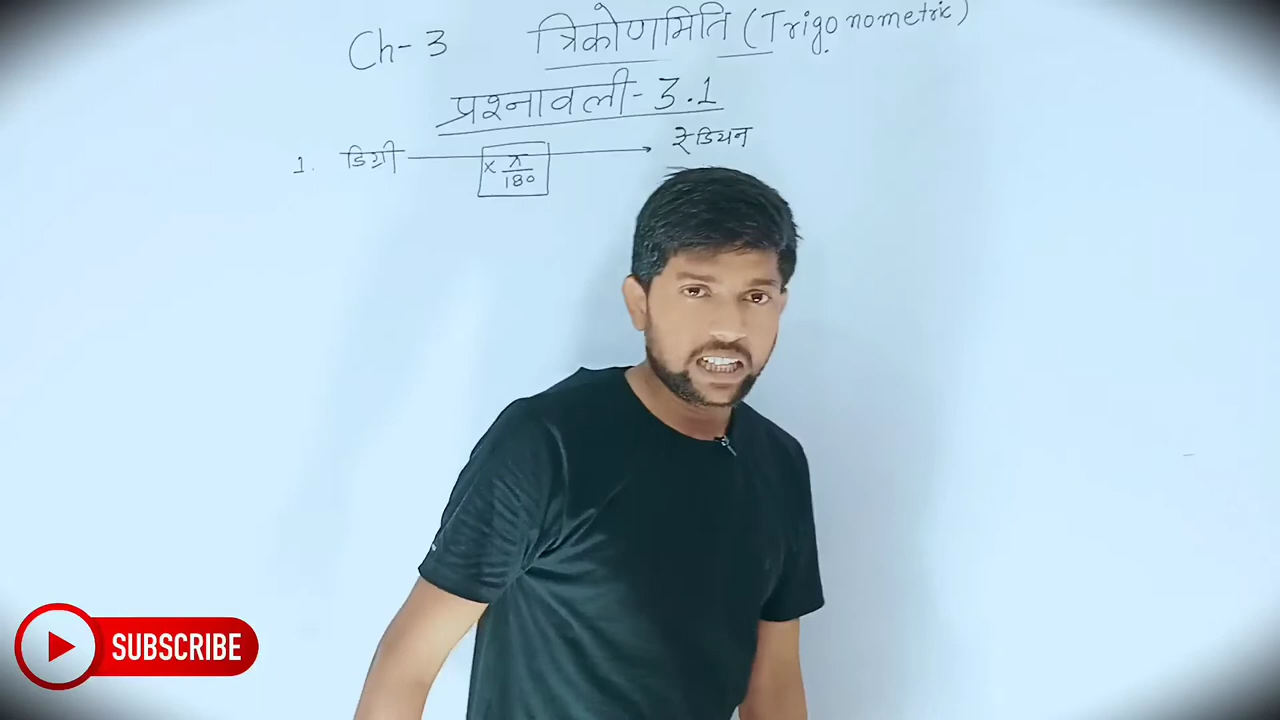 Ch-3 त्रिकोणमिति (Trigonometric)
प्रश्नावली-3.1
1. डिग्री × π/180 → रेडियन
SUBSCRIBE